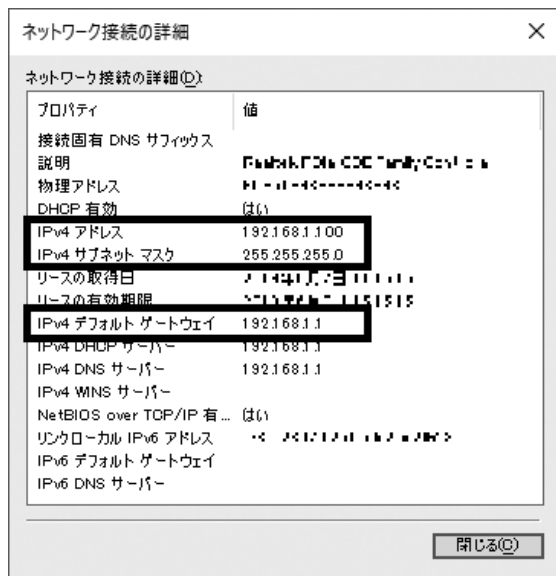 ネットワーク接続の詳細
ネットワーク接続の詳細(D):
プロパティ 値
接続固有 DNS サフィックス
説明
物理アドレス
DHCP 有効 はい
IPv4 アドレス 192.168.1.100
IPv4 サブネット マスク 255.255.255.0
リースの取得日
リースの有効期限
IPv4 デフォルト ゲートウェイ 192.168.1.1
IPv4 DHCP サーバー 192.168.1.1
IPv4 DNS サーバー 192.168.1.1
IPv4 WINS サーバー
NetBIOS over TCP/IP 有... はい
リンクローカル IPv6 アドレス
IPv6 デフォルト ゲートウェイ
IPv6 DNS サーバー
閉じる(C)